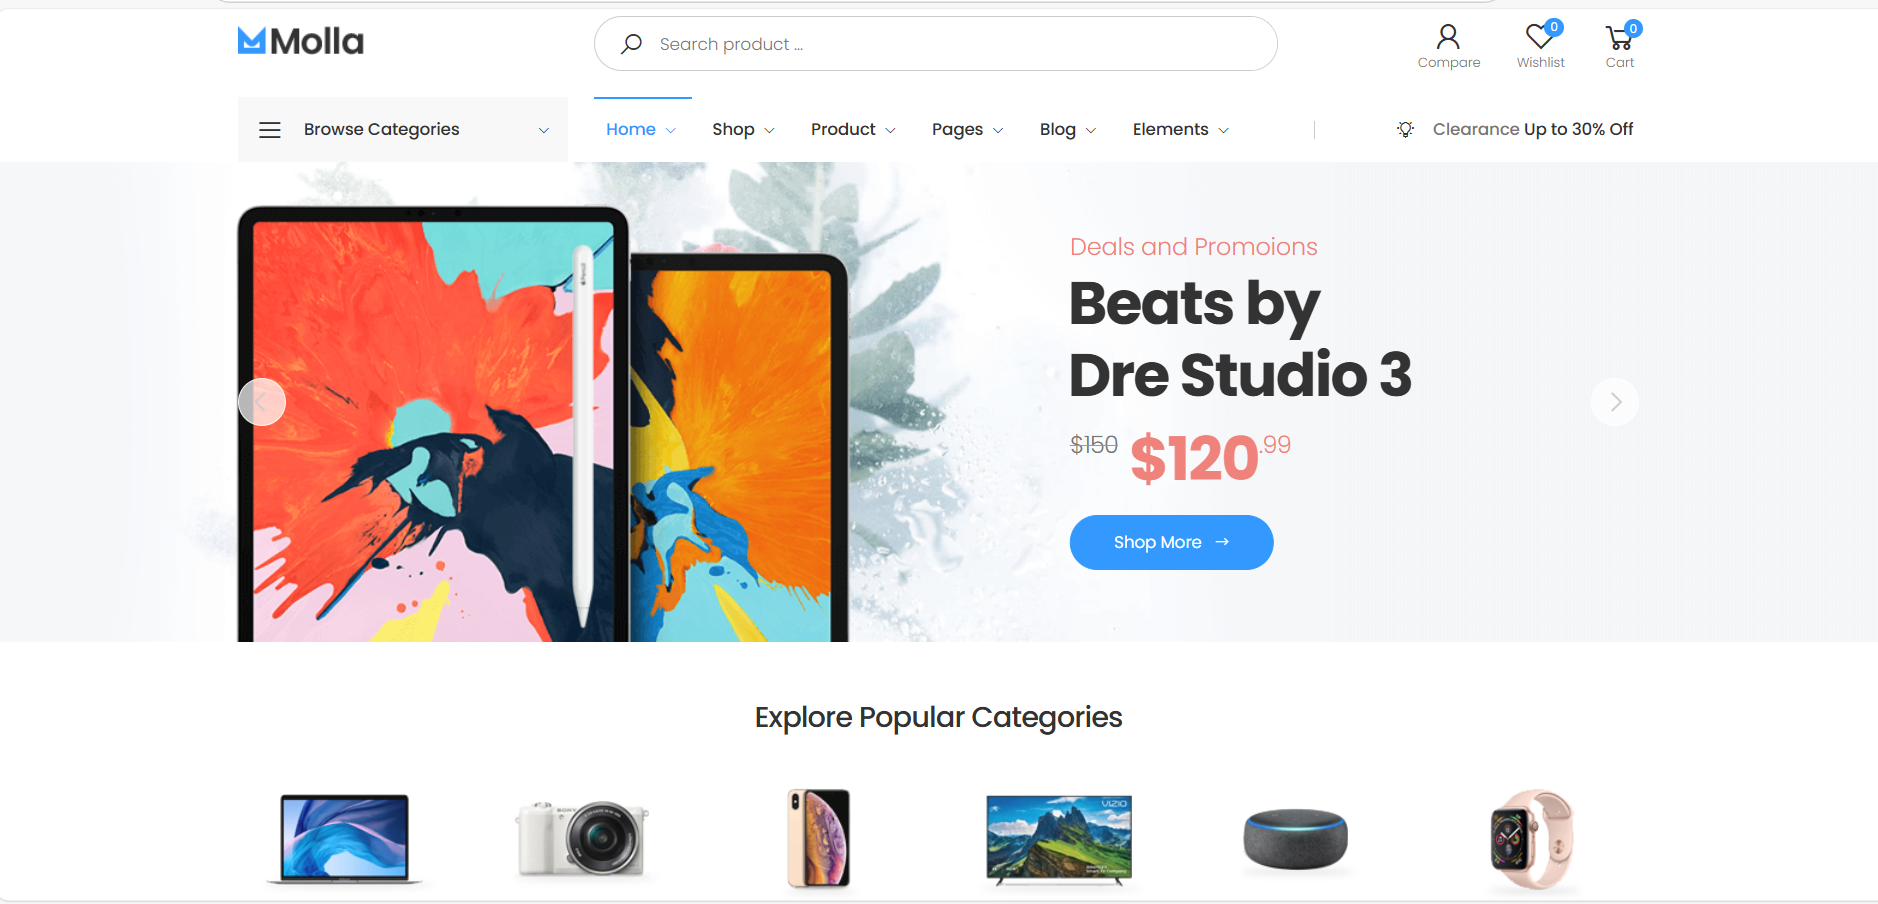 Molla
Search product ...
Compare
0
Wishlist
0
Cart
Browse Categories
Home
Shop
Product
Pages
Blog
Elements
Clearance Up to 30% Off
Deals and Promoions
Beats by
Dre Studio 3
$150 $120.99
Shop More →
Pencil
Explore Popular Categories
SONY
VIZIO